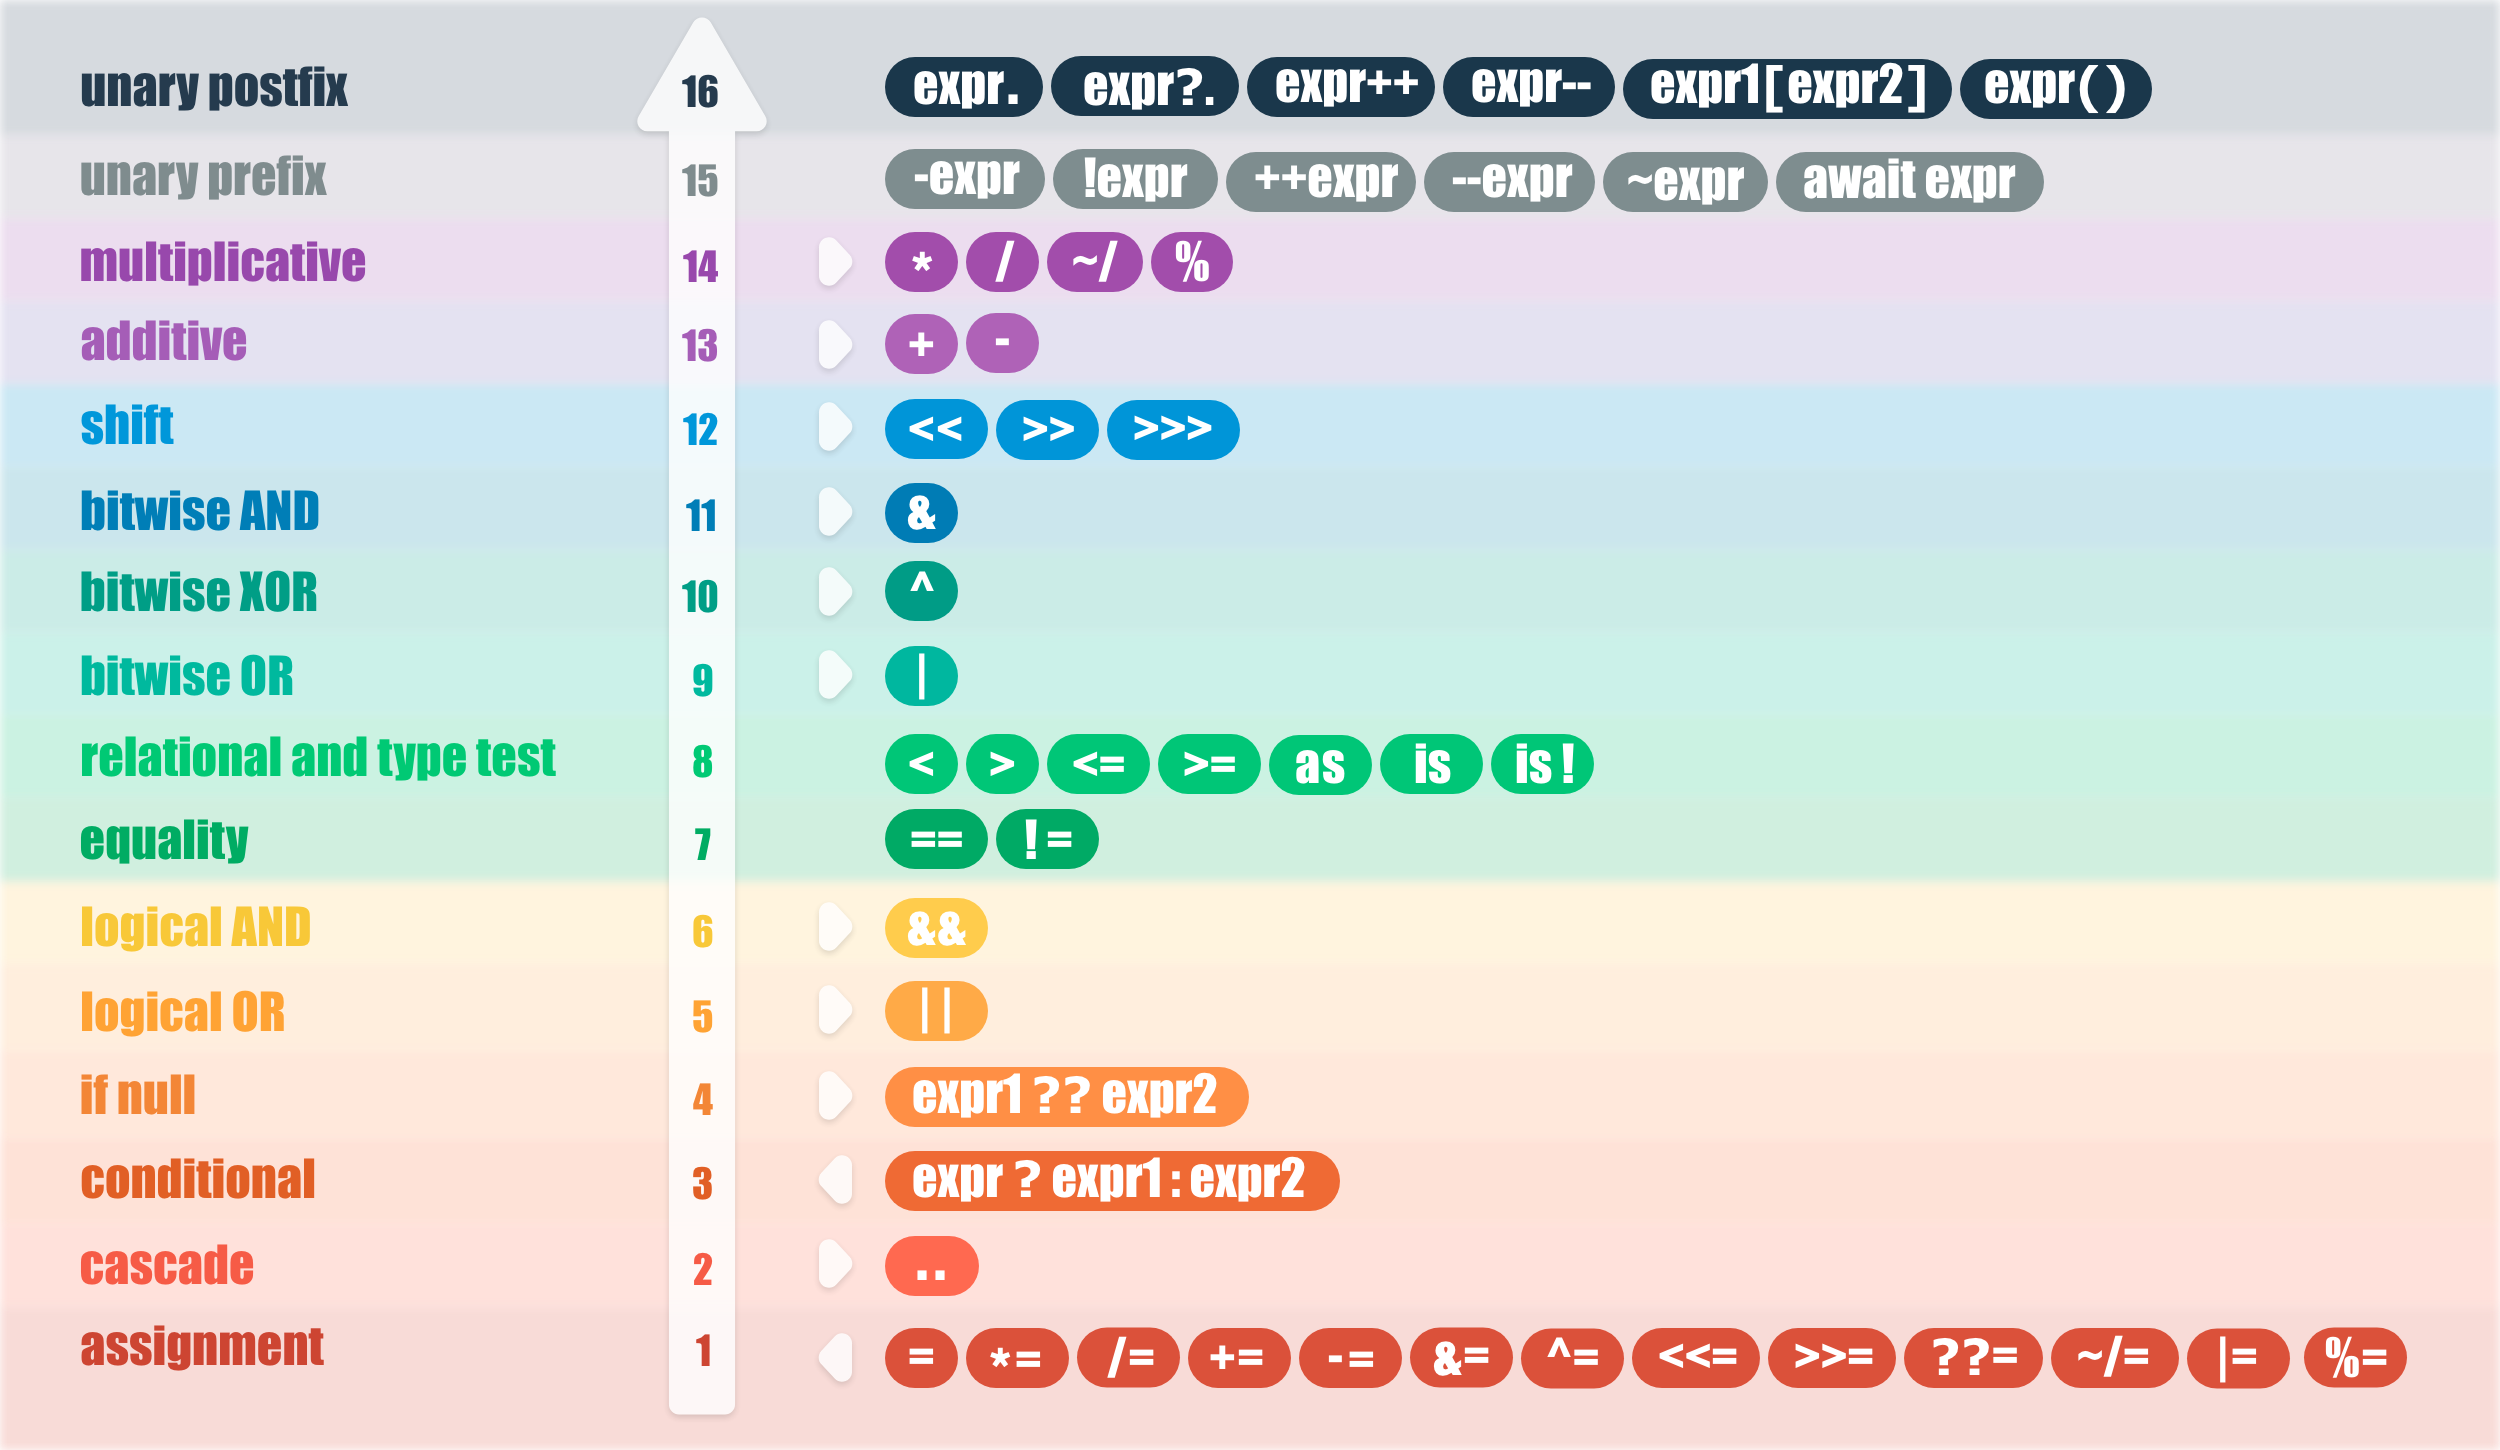 unary postfix 16 expr. expr?. expr++ expr-- expr1[expr2] expr()
unary prefix 15 -expr !expr ++expr --expr ~expr await expr
multiplicative 14 * / ~/ %
additive 13 + -
shift 12 << >> >>>
bitwise AND 11 &
bitwise XOR 10 ^
bitwise OR 9 |
relational and type test 8 < > <= >= as is is!
equality 7 == !=
logical AND 6 &&
logical OR 5 ||
if null 4 expr1 ?? expr2
conditional 3 expr ? expr1 : expr2
cascade 2 ..
assignment 1 = *= /= += -= &= ^= <<= >>= ??= ~/= |= %=